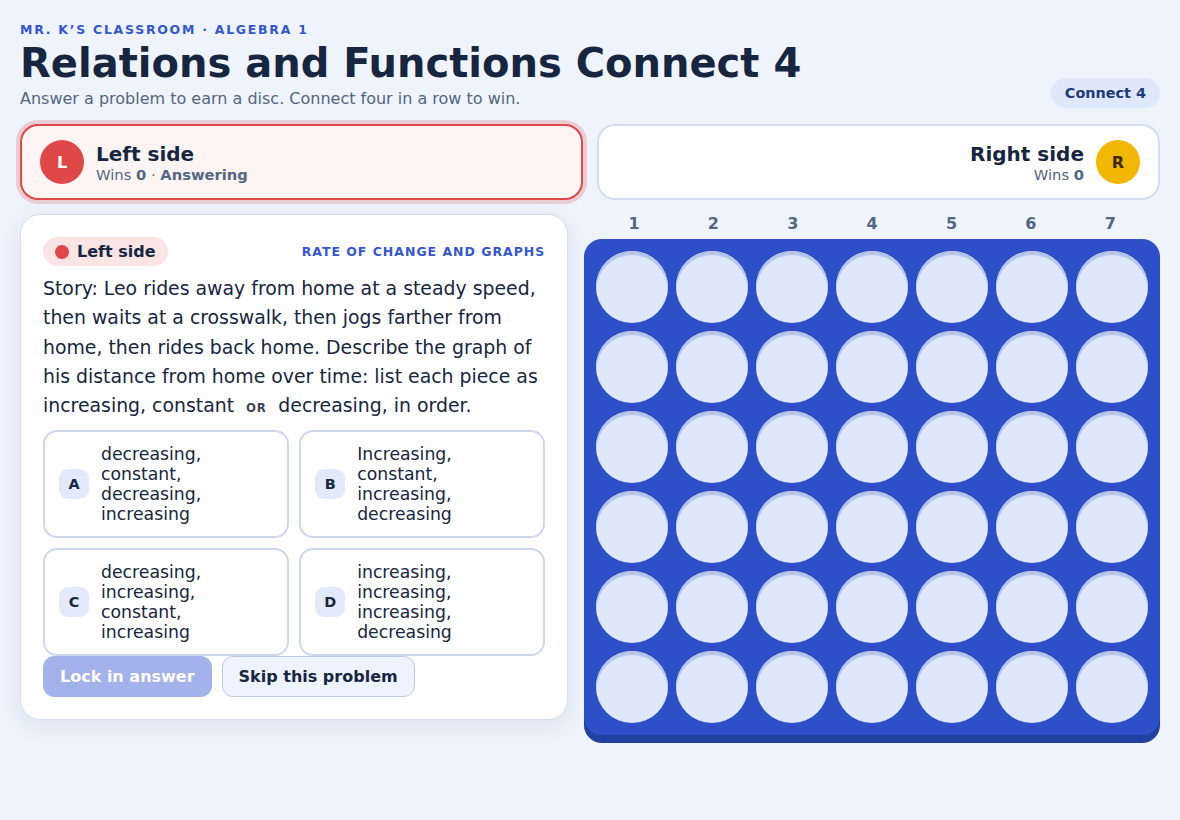 MR. K’S CLASSROOM · ALGEBRA 1
Relations and Functions Connect 4
Answer a problem to earn a disc. Connect four in a row to win.
Connect 4
L
Left side
Wins 0 · Answering
Right side
Wins 0
R
Left side
RATE OF CHANGE AND GRAPHS
Story: Leo rides away from home at a steady speed,
then waits at a crosswalk, then jogs farther from
home, then rides back home. Describe the graph of
his distance from home over time: list each piece as
increasing, constant OR decreasing, in order.
A
decreasing,
constant,
decreasing,
increasing
B
Increasing,
constant,
increasing,
decreasing
C
decreasing,
increasing,
constant,
increasing
D
increasing,
increasing,
increasing,
decreasing
Lock in answer
Skip this problem
1 2 3 4 5 6 7